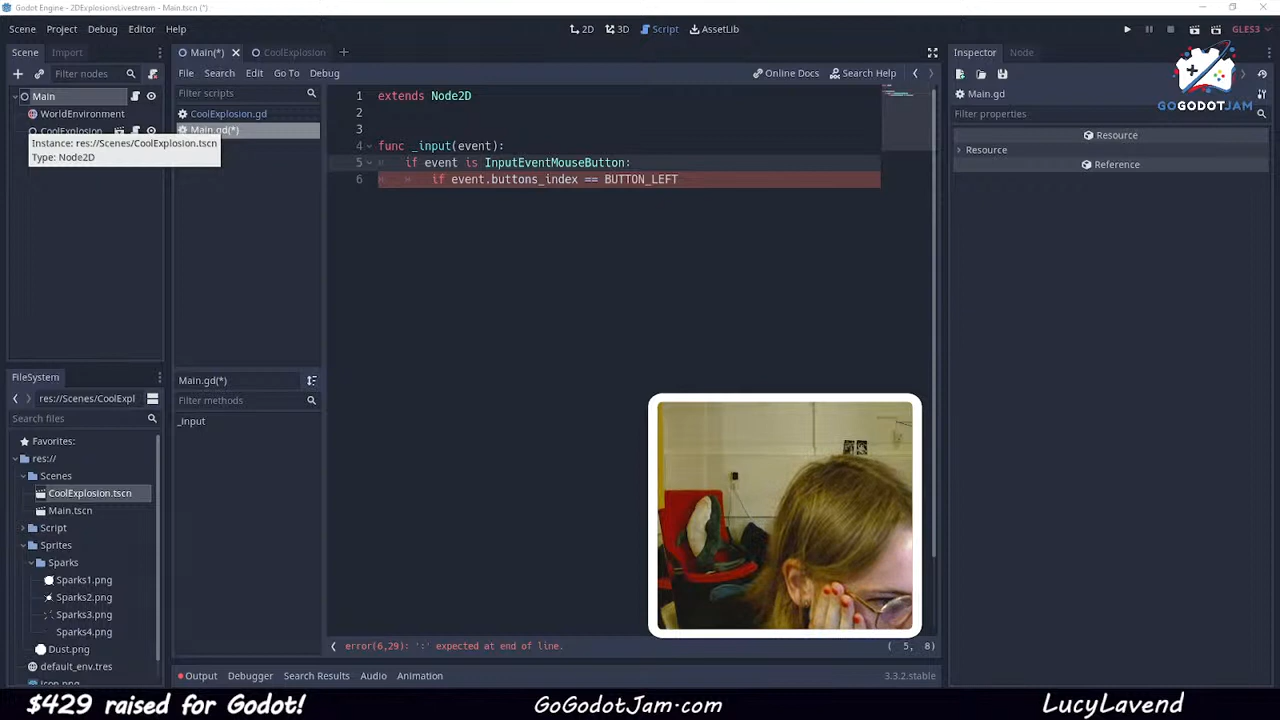 Godot Engine - 2DExplosionsLivestream - Main.tscn (*)
Scene Project Debug Editor Help
2D 3D Script AssetLib
GLES3
Scene Import
Main(*) CoolExplosion
Inspector Node
Filter nodes
File Search Edit Go To Debug
Online Docs Search Help
GOGODOTJAM
Main
Filter scripts
Main.gd
WorldEnvironment
CoolExplosion.gd
Filter properties
CoolExplosion
Main.gd(*)
Resource
Instance: res://Scenes/CoolExplosion.tscn
Type: Node2D
Resource
Reference
1 extends Node2D
2
3
4 func _input(event):
5 if event is InputEventMouseButton:
6 if event.buttons_index == BUTTON_LEFT
FileSystem
Main.gd(*)
res://Scenes/CoolExpl
Filter methods
Search files
_input
Favorites:
res://
Scenes
CoolExplosion.tscn
Main.tscn
Script
Sprites
Sparks
Sparks1.png
Sparks2.png
Sparks3.png
Sparks4.png
Dust.png
default_env.tres
icon.png
error(6,29): ':' expected at end of line.
( 5, 8)
Output Debugger Search Results Audio Animation
3.3.2.stable
$429 raised for Godot!
GoGodotJam.com
LucyLavend